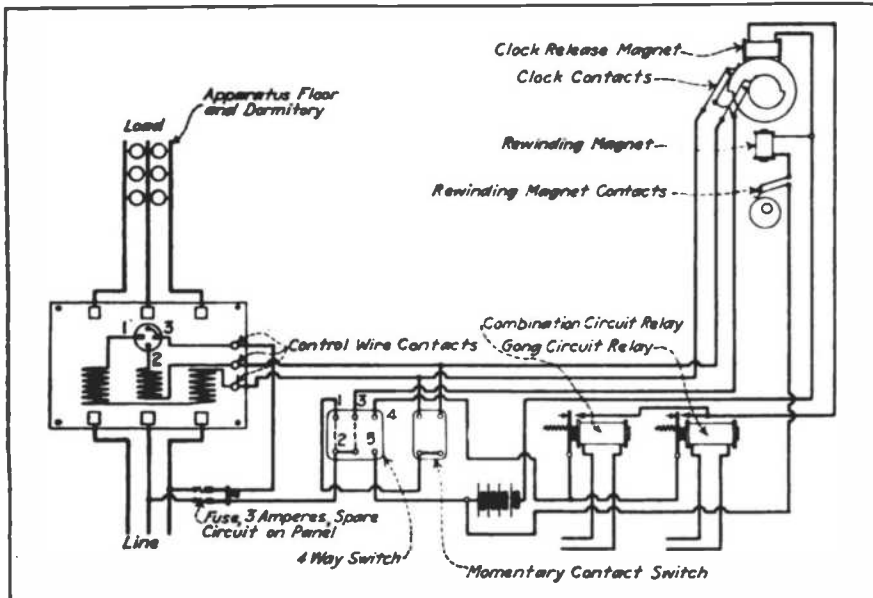 Clock Release Magnet
Clock Contacts
Apparatus Floor
and Dormitory
Load
Rewinding Magnet
Rewinding Magnet Contacts
1 3
2
Combination Circuit Relay
Control Wire Contacts
Gong Circuit Relay
1 3 4
2 5
Fuse, 3 Amperes, Spare
Circuit on Panel
Line
4 Way Switch
Momentary Contact Switch